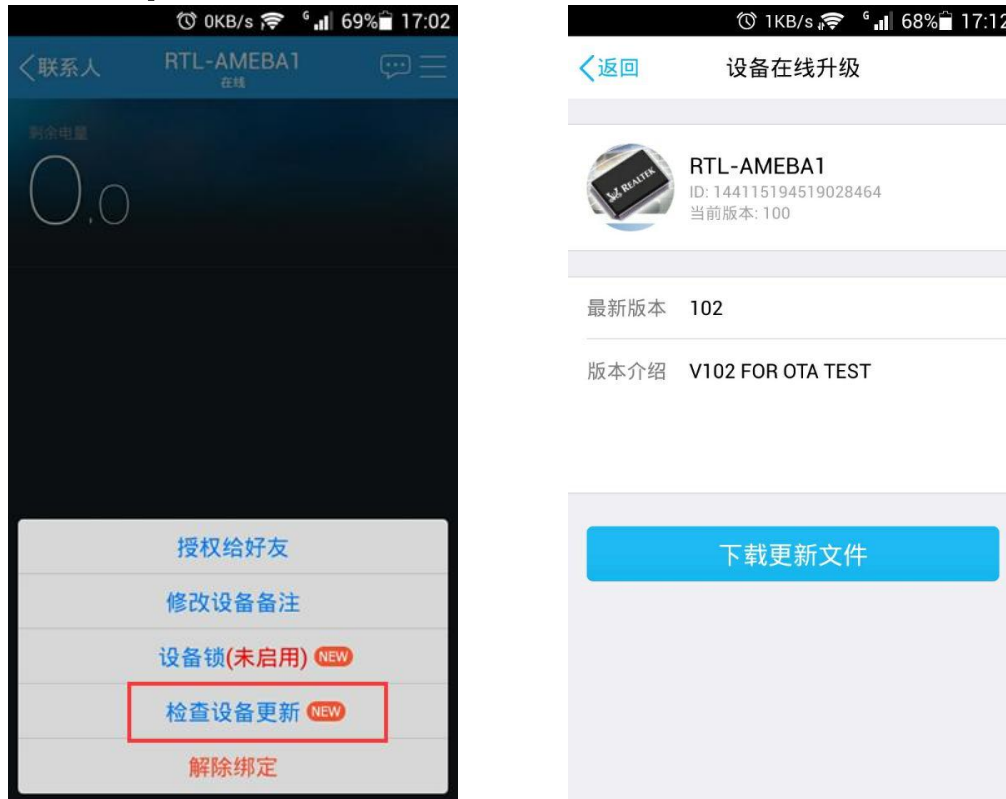 0KB/s G 69% 17:02
联系人 RTL-AMEBA1
在线
剩余电量
0.0
授权给好友
修改设备备注
设备锁(未启用) NEW
检查设备更新 NEW
解除绑定
1KB/s G 68% 17:12
返回 设备在线升级
REALTEK
RTL-AMEBA1
ID: 144115194519028464
当前版本: 100
最新版本 102
版本介绍 V102 FOR OTA TEST
下载更新文件